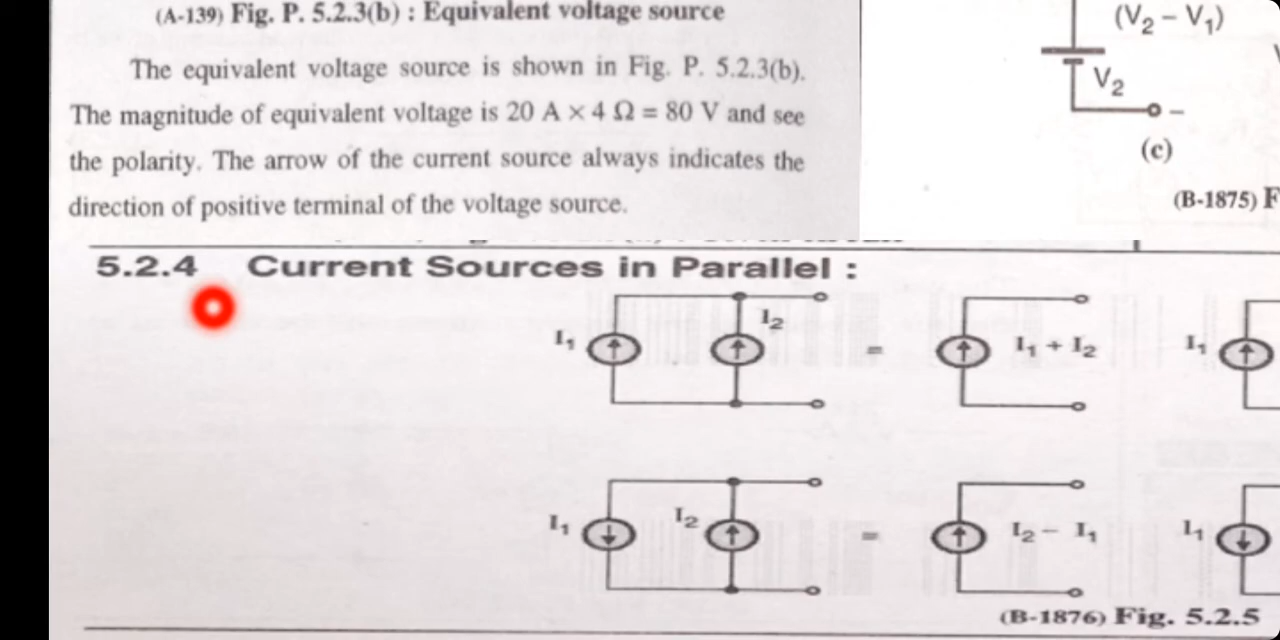 (A-139) Fig. P. 5.2.3(b) : Equivalent voltage source
The equivalent voltage source is shown in Fig. P. 5.2.3(b).
The magnitude of equivalent voltage is 20 A × 4 Ω = 80 V and see
the polarity. The arrow of the current source always indicates the
direction of positive terminal of the voltage source.
(V₂ – V₁)
V₂
–
(c)
(B-1875) F
5.2.4 Current Sources in Parallel :
I₁ I₂ = I₁ + I₂ I₁
I₁ I₂ = I₂ – I₁ I₁
(B-1876) Fig. 5.2.5